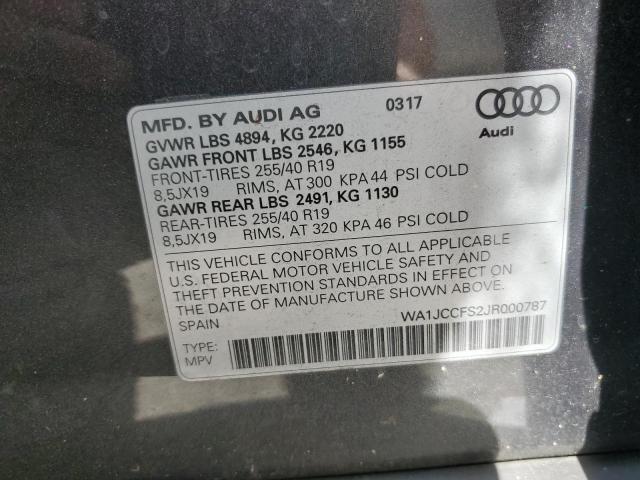 MFD. BY AUDI AG 0317
Audi
GVWR LBS 4894, KG 2220
GAWR FRONT LBS 2546, KG 1155
FRONT-TIRES 255/40 R19
8,5JX19 RIMS, AT 300 KPA 44 PSI COLD
GAWR REAR LBS 2491, KG 1130
REAR-TIRES 255/40 R19
8,5JX19 RIMS, AT 320 KPA 46 PSI COLD
THIS VEHICLE CONFORMS TO ALL APPLICABLE
U.S. FEDERAL MOTOR VEHICLE SAFETY AND
THEFT PREVENTION STANDARDS IN EFFECT ON
THE DATE OF MANUFACTURE SHOWN ABOVE.
SPAIN
WA1JCCFS2JR000787
TYPE:
MPV